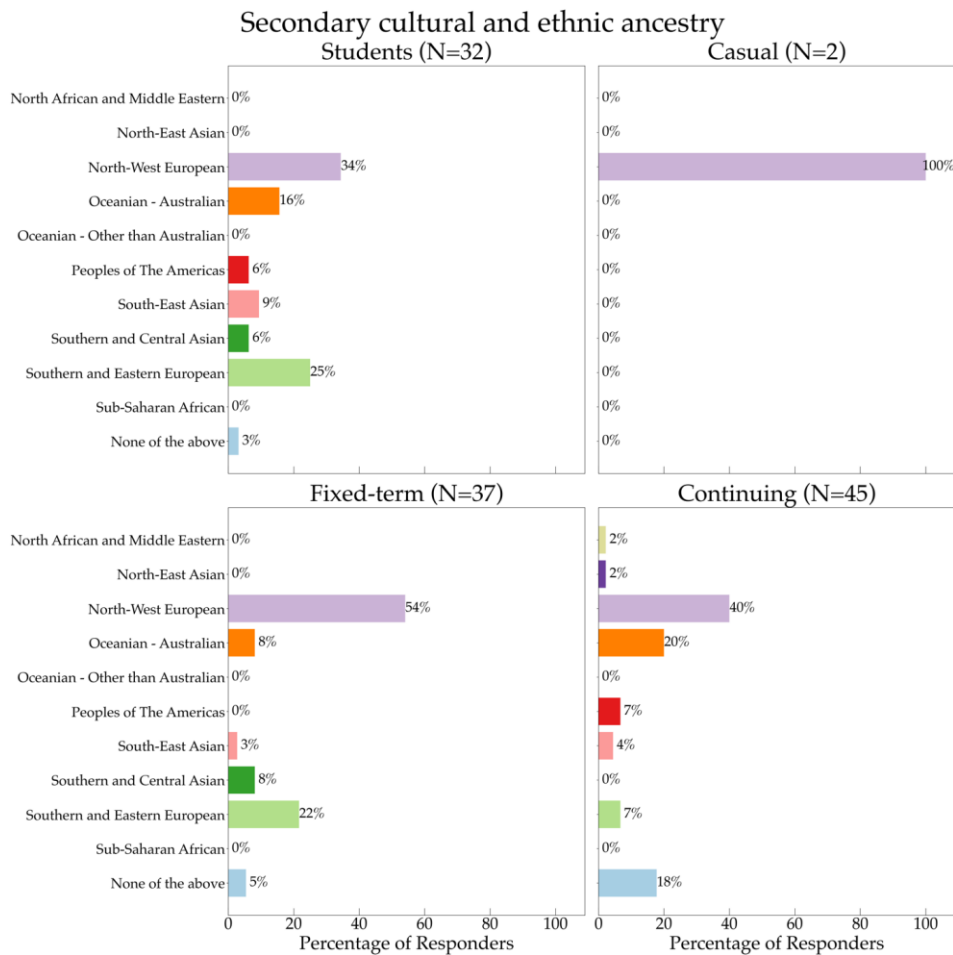 Secondary cultural and ethnic ancestry
Students (N=32)
Casual (N=2)
North African and Middle Eastern 0% 0%
North-East Asian 0% 0%
North-West European 34% 100%
Oceanian - Australian 16% 0%
Oceanian - Other than Australian 0% 0%
Peoples of The Americas 6% 0%
South-East Asian 9% 0%
Southern and Central Asian 6% 0%
Southern and Eastern European 25% 0%
Sub-Saharan African 0% 0%
None of the above 3% 0%
Fixed-term (N=37)
Continuing (N=45)
North African and Middle Eastern 0% 2%
North-East Asian 0% 2%
North-West European 54% 40%
Oceanian - Australian 8% 20%
Oceanian - Other than Australian 0% 0%
Peoples of The Americas 0% 7%
South-East Asian 3% 4%
Southern and Central Asian 8% 0%
Southern and Eastern European 22% 7%
Sub-Saharan African 0% 0%
None of the above 5% 18%
0 20 40 60 80 100 0 20 40 60 80 100
Percentage of Responders Percentage of Responders